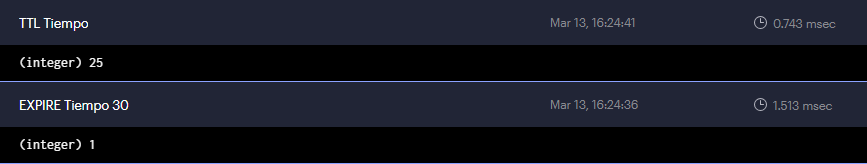 TTL Tiempo Mar 13, 16:24:41 0.743 msec
(integer) 25
EXPIRE Tiempo 30 Mar 13, 16:24:36 1.513 msec
(integer) 1